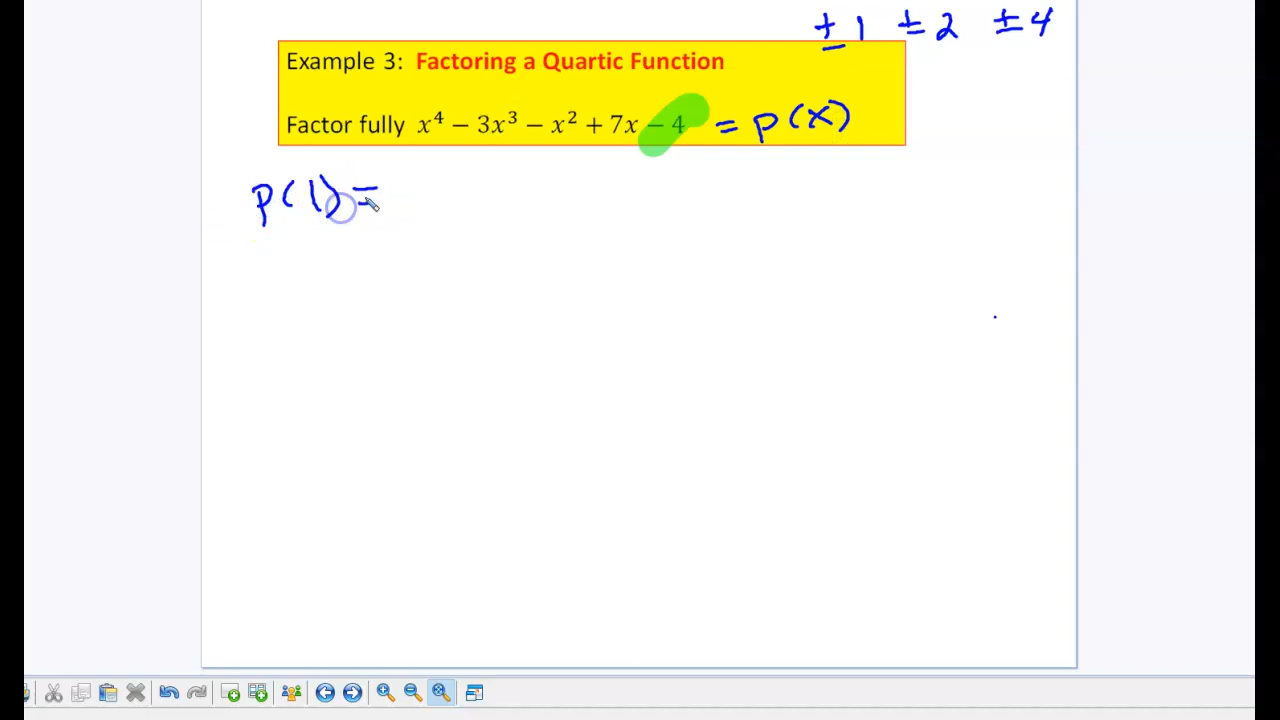 ± 1 ± 2 ± 4
Example 3: Factoring a Quartic Function
Factor fully x⁴ − 3x³ − x² + 7x − 4 = P(x)
P(1) =